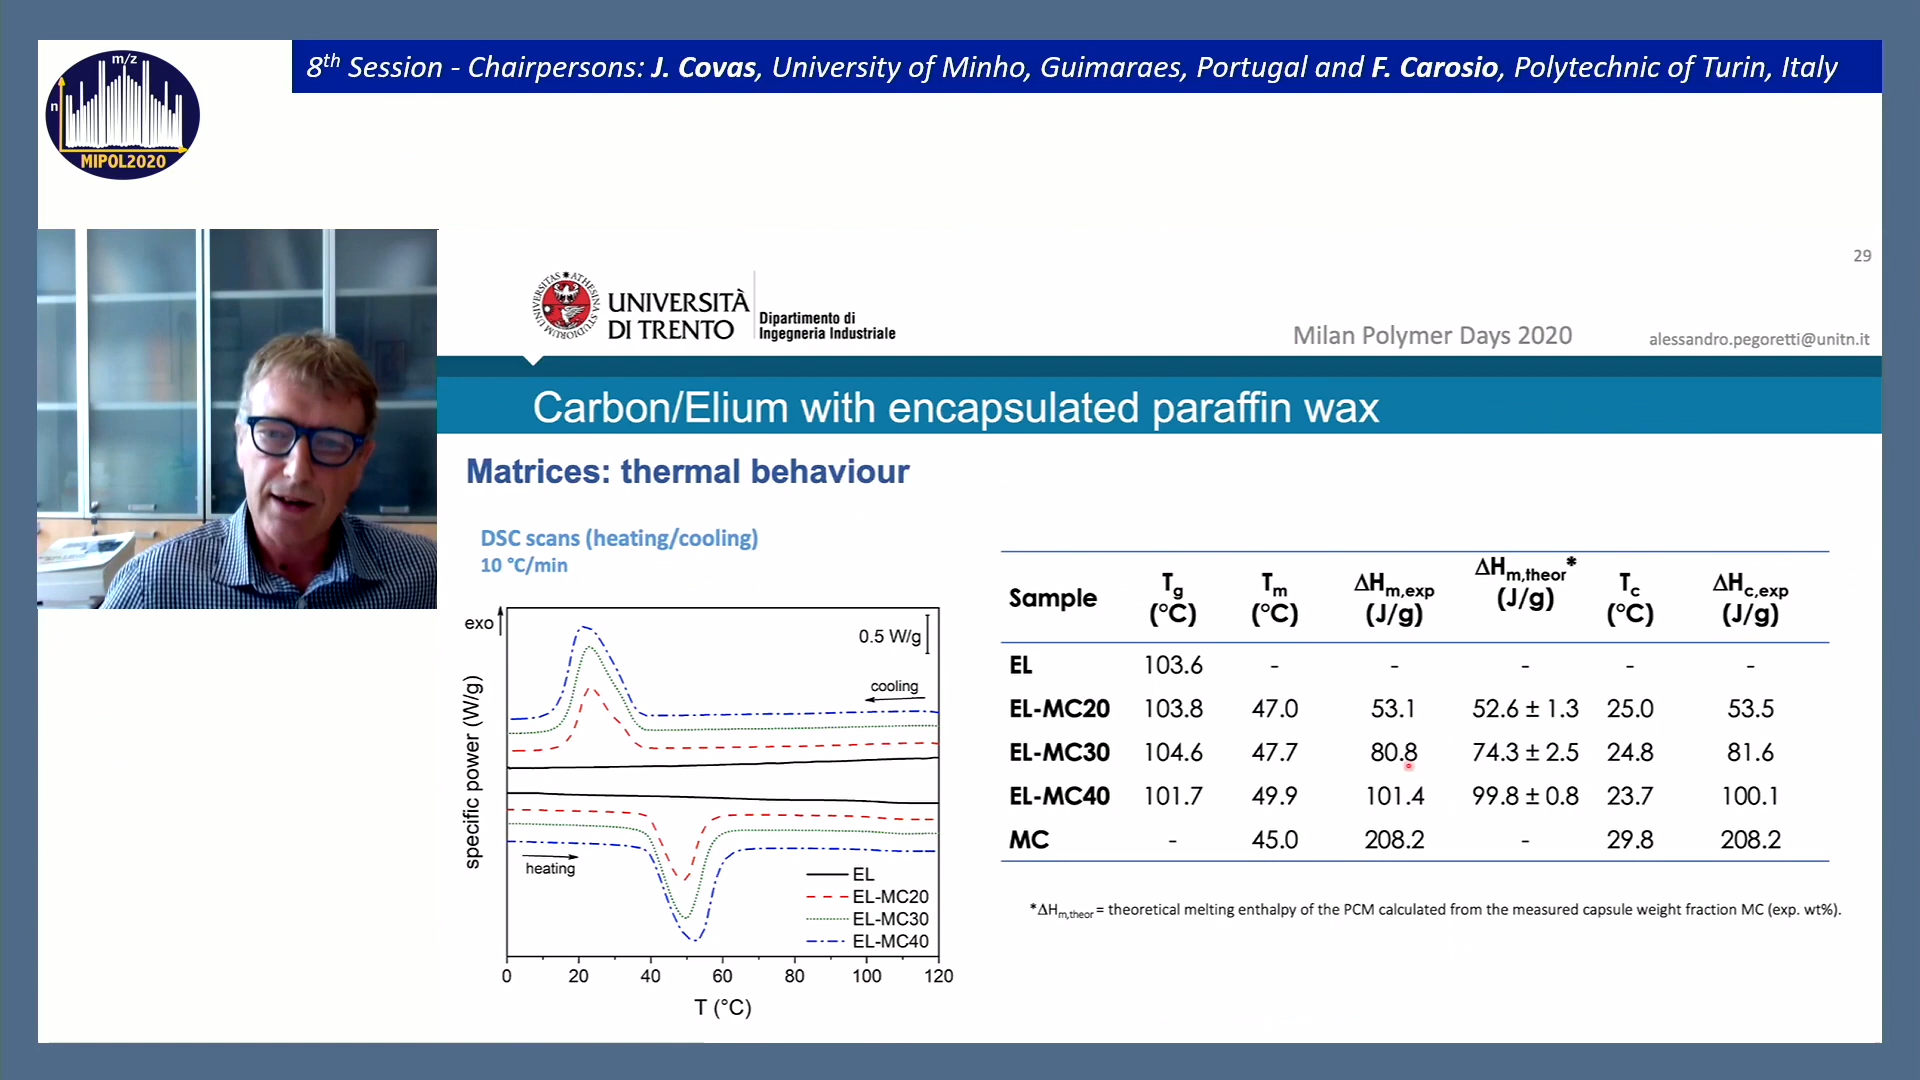 8th Session - Chairpersons: J. Covas, University of Minho, Guimaraes, Portugal and F. Carosio, Polytechnic of Turin, Italy
m/z
n
MIPOL2020
29
UNIVERSITÀ
DI TRENTO
Dipartimento di
Ingegneria Industriale
Milan Polymer Days 2020
alessandro.pegoretti@unitn.it
Carbon/Elium with encapsulated paraffin wax
Matrices: thermal behaviour
DSC scans (heating/cooling)
10 °C/min
exo
0.5 W/g
cooling
heating
specific power (W/g)
EL
EL-MC20
EL-MC30
EL-MC40
0 20 40 60 80 100 120
T (°C)
Sample Tg (°C) Tm (°C) ΔHm,exp (J/g) ΔHm,theor* (J/g) Tc (°C) ΔHc,exp (J/g)
EL 103.6 - - - - -
EL-MC20 103.8 47.0 53.1 52.6 ± 1.3 25.0 53.5
EL-MC30 104.6 47.7 80.8 74.3 ± 2.5 24.8 81.6
EL-MC40 101.7 49.9 101.4 99.8 ± 0.8 23.7 100.1
MC - 45.0 208.2 - 29.8 208.2
*ΔHm,theor = theoretical melting enthalpy of the PCM calculated from the measured capsule weight fraction MC (exp. wt%).